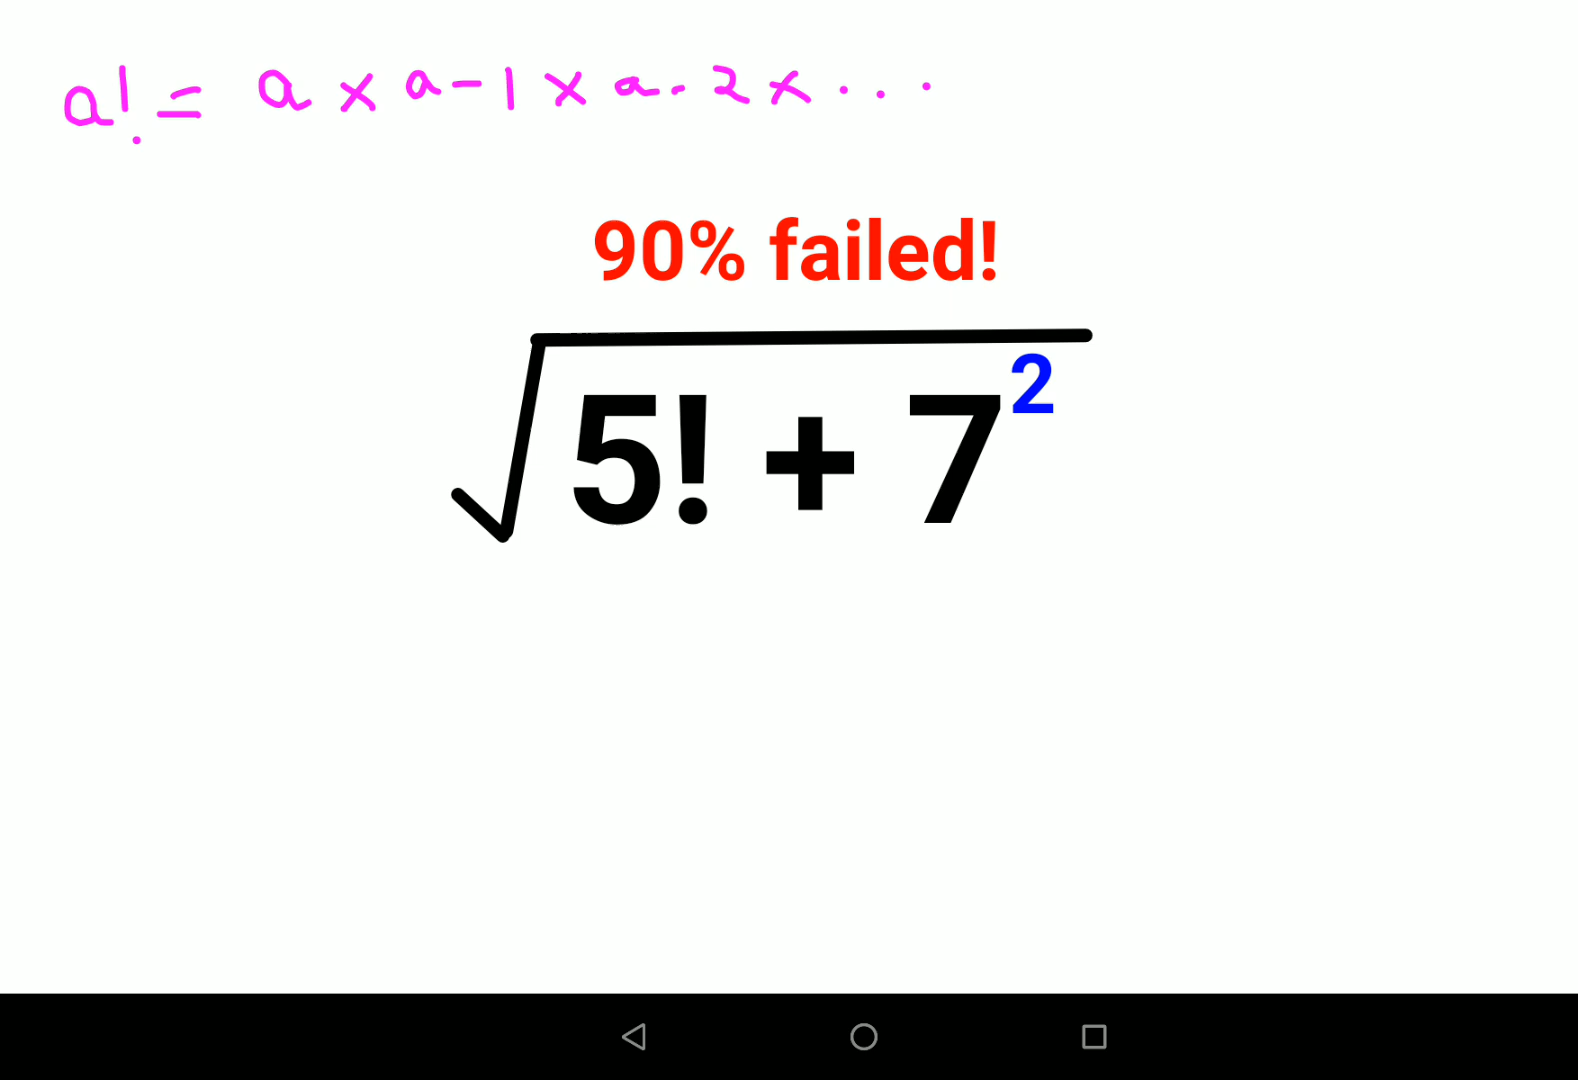 a! = a × a - 1 × a - 2 × . . .
90% failed!
√5! + 7²